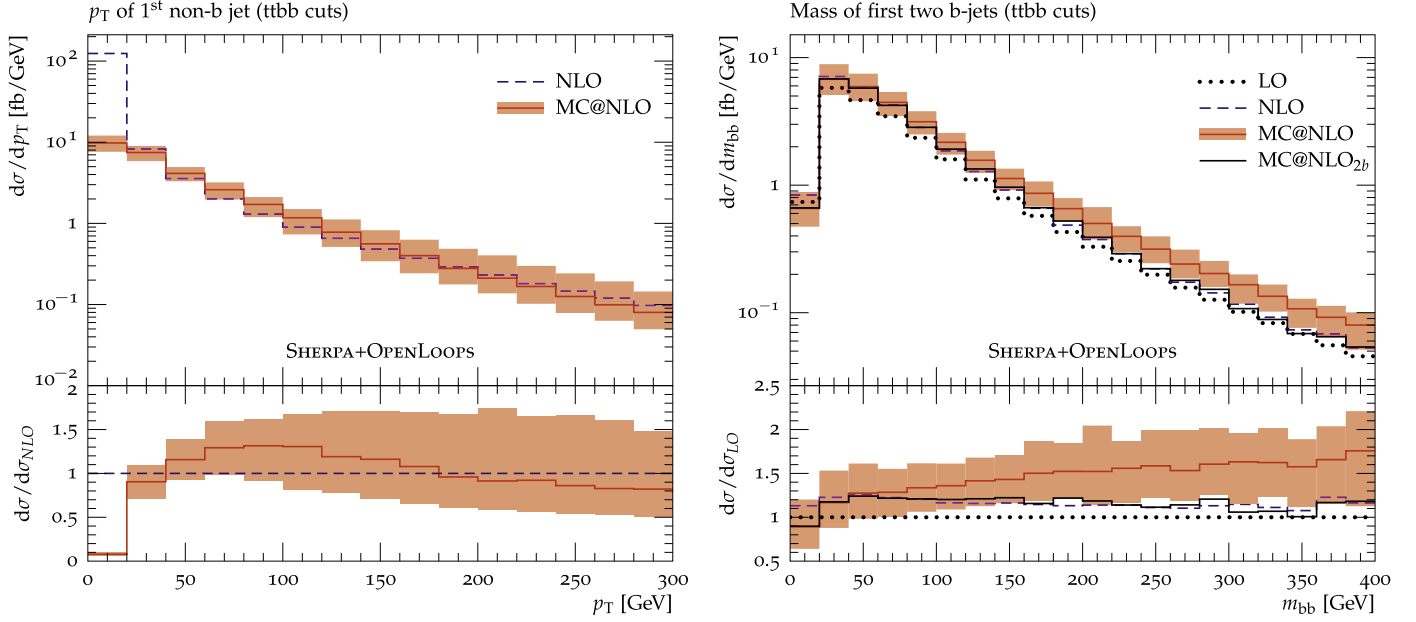 pT of 1st non-b jet (ttbb cuts)
dσ/dpT [fb/GeV]
10²
10¹
1
10⁻¹
10⁻²
NLO
MC@NLO
SHERPA+OPENLOOPS
dσ/dσNLO
2
1.5
1
0.5
0
0 50 100 150 200 250 300
pT [GeV]
Mass of first two b-jets (ttbb cuts)
dσ/dmbb [fb/GeV]
10¹
1
10⁻¹
LO
NLO
MC@NLO
MC@NLO2b
SHERPA+OPENLOOPS
dσ/dσLO
2.5
2
1.5
1
0.5
0 50 100 150 200 250 300 350 400
mbb [GeV]